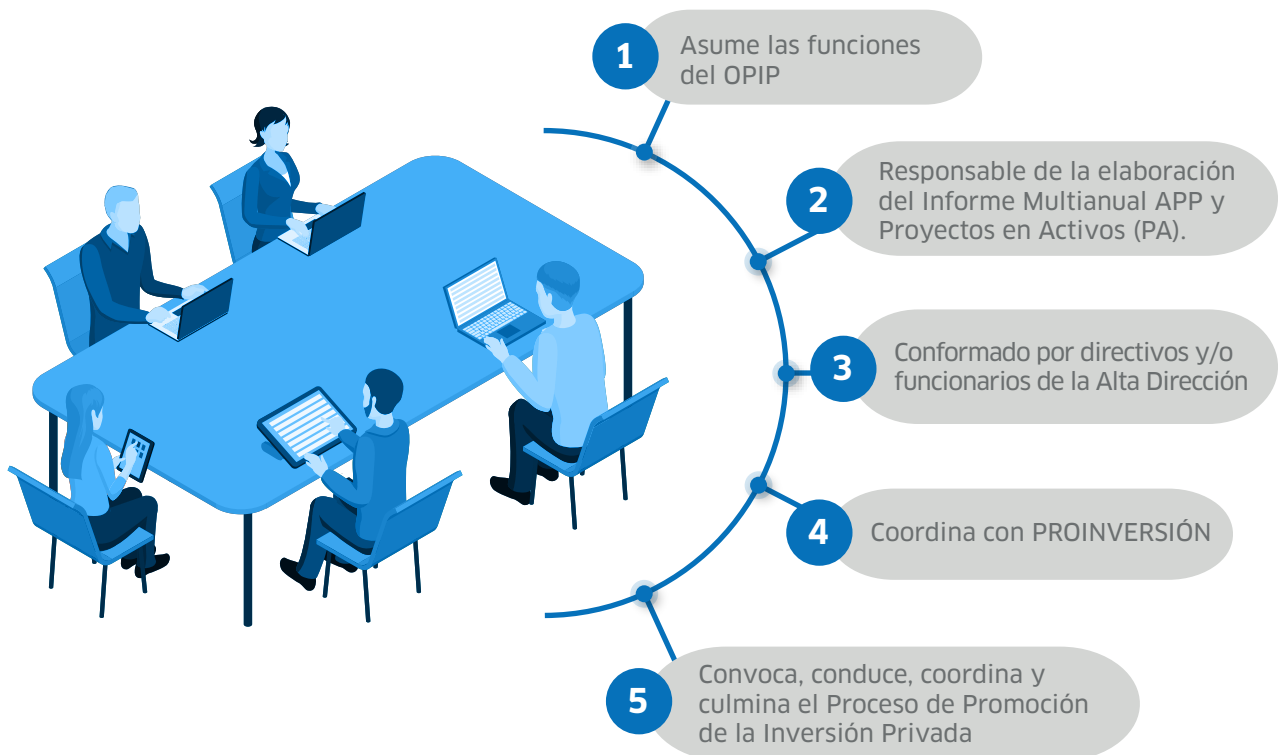 1
Asume las funciones
del OPIP
2
Responsable de la elaboración
del Informe Multianual APP y
Proyectos en Activos (PA).
3
Conformado por directivos y/o
funcionarios de la Alta Dirección
4
Coordina con PROINVERSIÓN
5
Convoca, conduce, coordina y
culmina el Proceso de Promoción
de la Inversión Privada